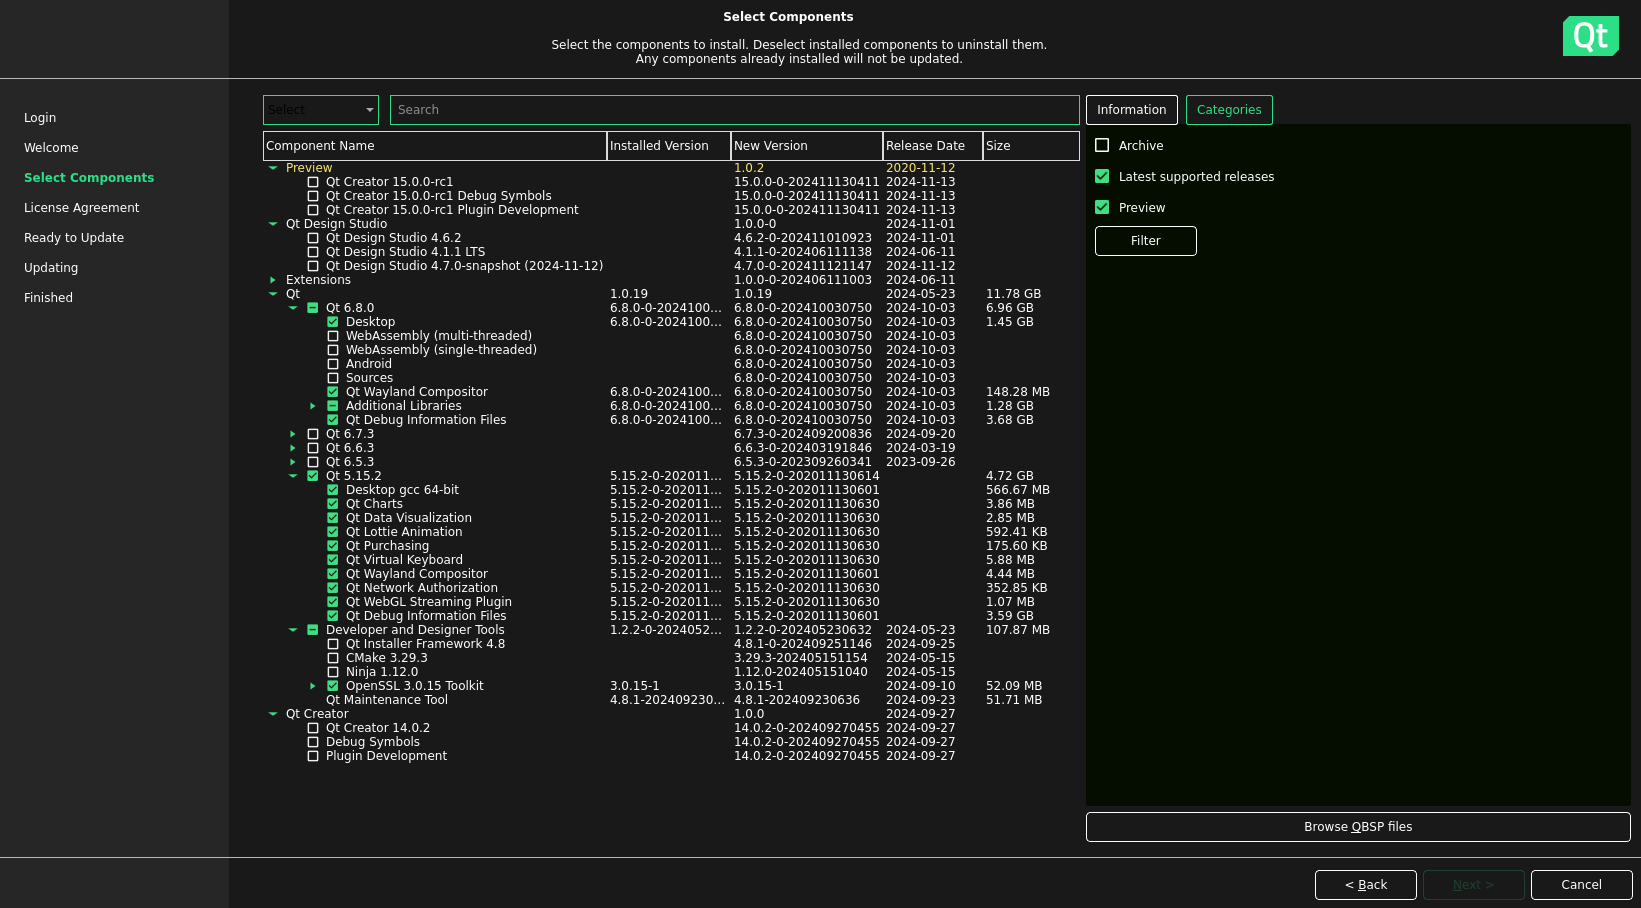 Select Components
Select the components to install. Deselect installed components to uninstall them.
Any components already installed will not be updated.
Qt
Login
Welcome
Select Components
License Agreement
Ready to Update
Updating
Finished
Select
Search
Information
Categories
Component Name Installed Version New Version Release Date Size
Preview 1.0.2 2020-11-12
Qt Creator 15.0.0-rc1 15.0.0-0-202411130411 2024-11-13
Qt Creator 15.0.0-rc1 Debug Symbols 15.0.0-0-202411130411 2024-11-13
Qt Creator 15.0.0-rc1 Plugin Development 15.0.0-0-202411130411 2024-11-13
Qt Design Studio 1.0.0-0 2024-11-01
Qt Design Studio 4.6.2 4.6.2-0-202411010923 2024-11-01
Qt Design Studio 4.1.1 LTS 4.1.1-0-202406111138 2024-06-11
Qt Design Studio 4.7.0-snapshot (2024-11-12) 4.7.0-0-202411121147 2024-11-12
Extensions 1.0.0-0-202406111003 2024-06-11
Qt 1.0.19 1.0.19 2024-05-23 11.78 GB
Qt 6.8.0 6.8.0-0-2024100... 6.8.0-0-202410030750 2024-10-03 6.96 GB
Desktop 6.8.0-0-2024100... 6.8.0-0-202410030750 2024-10-03 1.45 GB
WebAssembly (multi-threaded) 6.8.0-0-202410030750 2024-10-03
WebAssembly (single-threaded) 6.8.0-0-202410030750 2024-10-03
Android 6.8.0-0-202410030750 2024-10-03
Sources 6.8.0-0-202410030750 2024-10-03
Qt Wayland Compositor 6.8.0-0-2024100... 6.8.0-0-202410030750 2024-10-03 148.28 MB
Additional Libraries 6.8.0-0-2024100... 6.8.0-0-202410030750 2024-10-03 1.28 GB
Qt Debug Information Files 6.8.0-0-2024100... 6.8.0-0-202410030750 2024-10-03 3.68 GB
Qt 6.7.3 6.7.3-0-202409200836 2024-09-20
Qt 6.6.3 6.6.3-0-202403191846 2024-03-19
Qt 6.5.3 6.5.3-0-202309260341 2023-09-26
Qt 5.15.2 5.15.2-0-202011... 5.15.2-0-202011130614 4.72 GB
Desktop gcc 64-bit 5.15.2-0-202011... 5.15.2-0-202011130601 566.67 MB
Qt Charts 5.15.2-0-202011... 5.15.2-0-202011130630 3.86 MB
Qt Data Visualization 5.15.2-0-202011... 5.15.2-0-202011130630 2.85 MB
Qt Lottie Animation 5.15.2-0-202011... 5.15.2-0-202011130630 592.41 KB
Qt Purchasing 5.15.2-0-202011... 5.15.2-0-202011130630 175.60 KB
Qt Virtual Keyboard 5.15.2-0-202011... 5.15.2-0-202011130630 5.88 MB
Qt Wayland Compositor 5.15.2-0-202011... 5.15.2-0-202011130601 4.44 MB
Qt Network Authorization 5.15.2-0-202011... 5.15.2-0-202011130630 352.85 KB
Qt WebGL Streaming Plugin 5.15.2-0-202011... 5.15.2-0-202011130630 1.07 MB
Qt Debug Information Files 5.15.2-0-202011... 5.15.2-0-202011130601 3.59 GB
Developer and Designer Tools 1.2.2-0-2024052... 1.2.2-0-202405230632 2024-05-23 107.87 MB
Qt Installer Framework 4.8 4.8.1-0-202409251146 2024-09-25
CMake 3.29.3 3.29.3-202405151154 2024-05-15
Ninja 1.12.0 1.12.0-202405151040 2024-05-15
OpenSSL 3.0.15 Toolkit 3.0.15-1 3.0.15-1 2024-09-10 52.09 MB
Qt Maintenance Tool 4.8.1-202409230... 4.8.1-202409230636 2024-09-23 51.71 MB
Qt Creator 1.0.0 2024-09-27
Qt Creator 14.0.2 14.0.2-0-202409270455 2024-09-27
Debug Symbols 14.0.2-0-202409270455 2024-09-27
Plugin Development 14.0.2-0-202409270455 2024-09-27
Archive
Latest supported releases
Preview
Filter
Browse QBSP files
< Back
Next >
Cancel